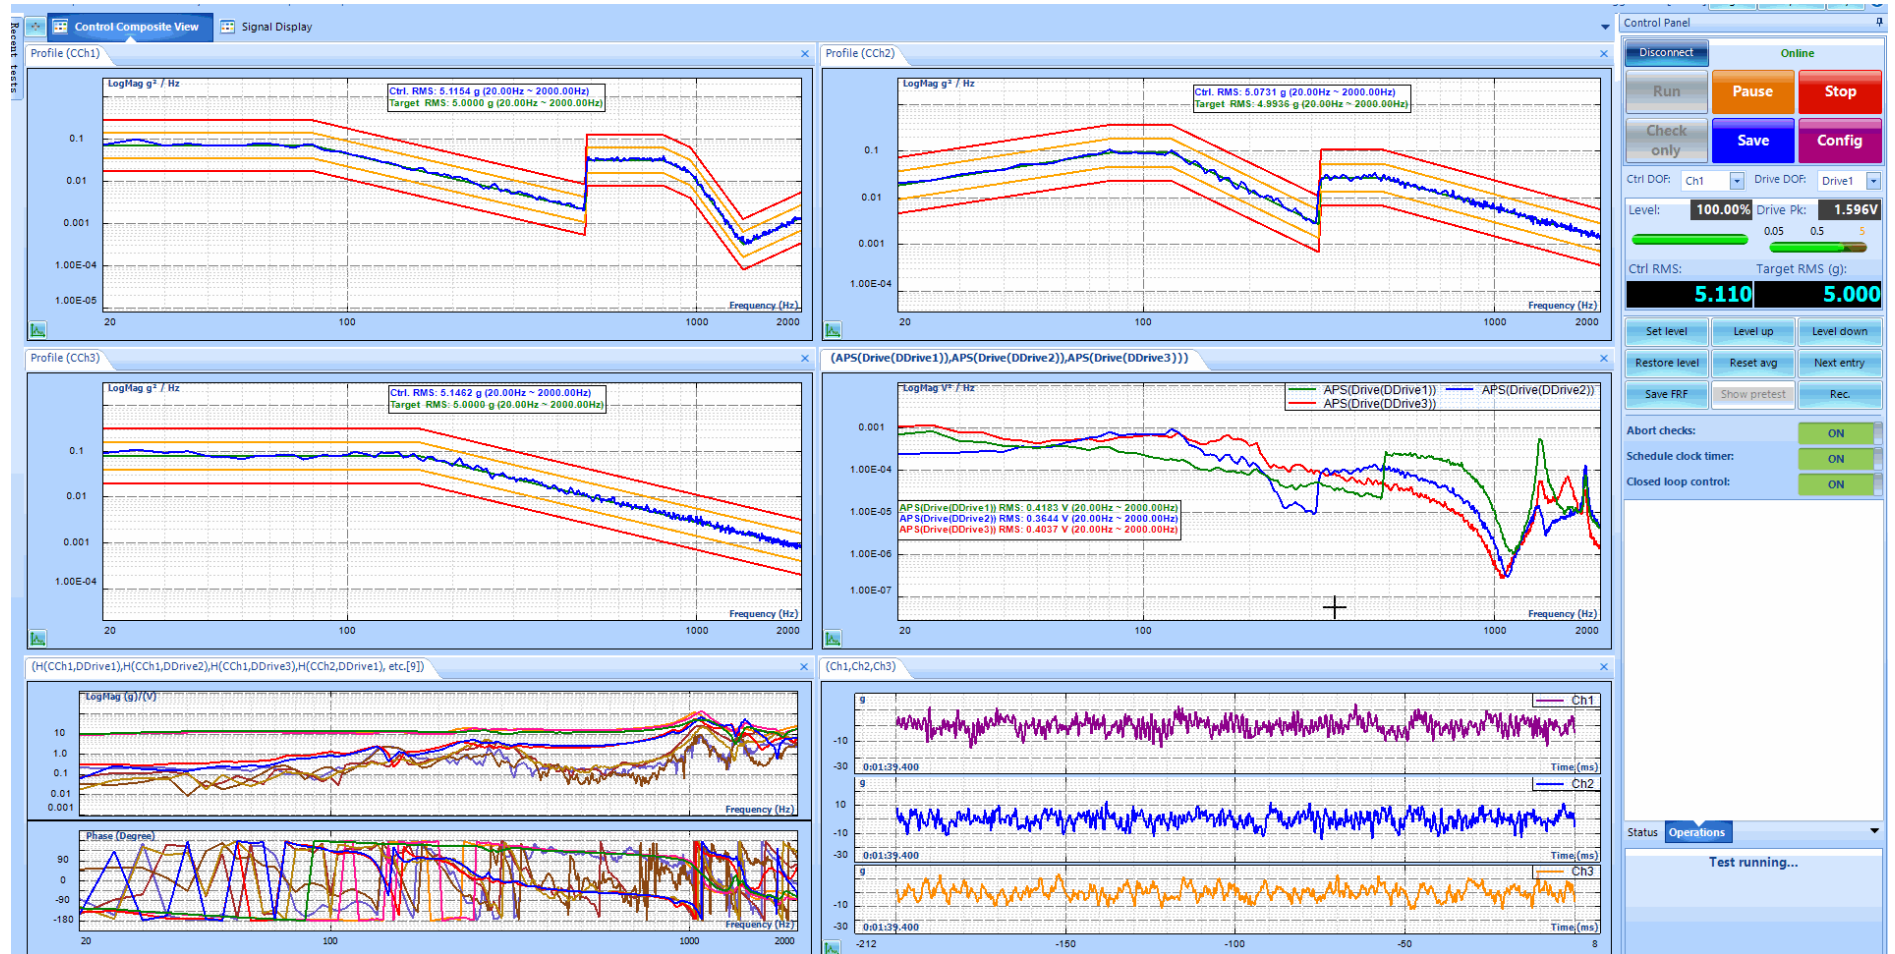 Recent tests
Control Composite View
Signal Display
Profile (CCh1)
LogMag g² / Hz
Ctrl. RMS: 5.1154 g (20.00Hz ~ 2000.00Hz)
Target RMS: 5.0000 g (20.00Hz ~ 2000.00Hz)
0.1
0.01
0.001
1.00E-04
1.00E-05
Frequency (Hz)
20 100 1000 2000
Profile (CCh2)
LogMag g² / Hz
Ctrl. RMS: 5.0731 g (20.00Hz ~ 2000.00Hz)
Target RMS: 4.9936 g (20.00Hz ~ 2000.00Hz)
0.1
0.01
0.001
1.00E-04
Frequency (Hz)
20 100 1000 2000
Profile (CCh3)
LogMag g² / Hz
Ctrl. RMS: 5.1462 g (20.00Hz ~ 2000.00Hz)
Target RMS: 5.0000 g (20.00Hz ~ 2000.00Hz)
0.1
0.01
0.001
1.00E-04
Frequency (Hz)
20 100 1000 2000
(APS(Drive(DDrive1)),APS(Drive(DDrive2)),APS(Drive(DDrive3)))
LogMag V² / Hz
APS(Drive(DDrive1)) APS(Drive(DDrive2))
APS(Drive(DDrive3))
0.001
1.00E-04
1.00E-05
1.00E-06
1.00E-07
APS(Drive(DDrive1)) RMS: 0.4183 V (20.00Hz ~ 2000.00Hz)
APS(Drive(DDrive2)) RMS: 0.3644 V (20.00Hz ~ 2000.00Hz)
APS(Drive(DDrive3)) RMS: 0.4037 V (20.00Hz ~ 2000.00Hz)
Frequency (Hz)
20 100 1000 2000
(H(CCh1,DDrive1),H(CCh1,DDrive2),H(CCh1,DDrive3),H(CCh2,DDrive1), etc.[9])
LogMag (g)/(V)
10
1.0
0.1
0.01
0.001
Frequency (Hz)
Phase (Degree)
90
0
-90
-180
Frequency (Hz)
20 100 1000 2000
(Ch1,Ch2,Ch3)
g
Ch1
-10
-30
0:01:39.400
Time (ms)
g
Ch2
10
-10
-30
0:01:39.400
Time (ms)
g
Ch3
-10
-30
0:01:39.400
Time (ms)
-212 -150 -100 -50 8
Control Panel
Disconnect Online
Run Pause Stop
Check only Save Config
Ctrl DOF: Ch1 Drive DOF: Drive1
Level: 100.00% Drive Pk: 1.596V
0.05 0.5 5
Ctrl RMS: Target RMS (g):
5.110 5.000
Set level Level up Level down
Restore level Reset avg Next entry
Save FRF Show pretest Rec.
Abort checks: ON
Schedule clock timer: ON
Closed loop control: ON
Status Operations
Test running...